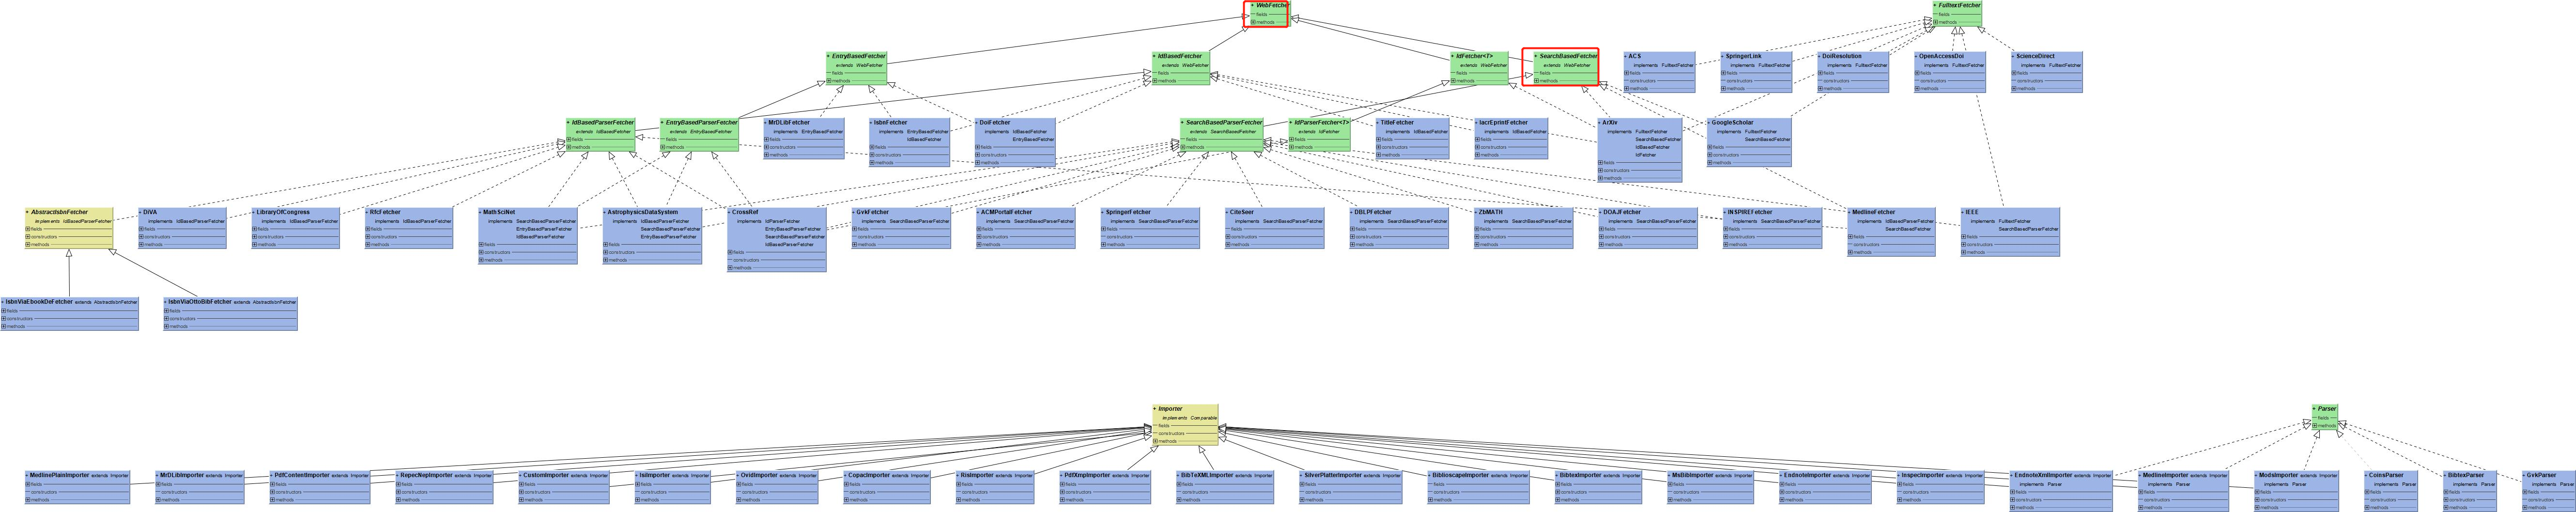 + WebFetcher
fields
methods
+ FulltextFetcher
fields
methods
+ EntryBasedFetcher
extends WebFetcher
fields
methods
+ IdBasedFetcher
extends WebFetcher
fields
methods
+ IdFetcher<T>
extends WebFetcher
fields
methods
+ SearchBasedFetcher
extends WebFetcher
fields
methods
+ ACS
implements FulltextFetcher
fields
constructors
methods
+ SpringerLink
implements FulltextFetcher
fields
constructors
methods
+ DoiResolution
implements FulltextFetcher
fields
constructors
methods
+ OpenAccessDoi
implements FulltextFetcher
fields
constructors
methods
+ ScienceDirect
implements FulltextFetcher
fields
constructors
methods
+ IdBasedParserFetcher
extends IdBasedFetcher
fields
methods
+ EntryBasedParserFetcher
extends EntryBasedFetcher
fields
methods
+ MrDLibFetcher
implements EntryBasedFetcher
fields
constructors
methods
+ IsbnFetcher
implements EntryBasedFetcher
IdBasedFetcher
fields
constructors
methods
+ DoiFetcher
implements IdBasedFetcher
EntryBasedFetcher
fields
constructors
methods
+ SearchBasedParserFetcher
extends SearchBasedFetcher
fields
methods
+ IdParserFetcher<T>
extends IdFetcher
fields
methods
+ TitleFetcher
implements IdBasedFetcher
fields
constructors
methods
+ IacrEprintFetcher
implements IdBasedFetcher
fields
constructors
methods
+ ArXiv
implements FulltextFetcher
SearchBasedFetcher
IdBasedFetcher
IdFetcher
fields
constructors
methods
+ GoogleScholar
implements FulltextFetcher
SearchBasedFetcher
fields
constructors
methods
+ AbstractIsbnFetcher
implements IdBasedParserFetcher
fields
constructors
methods
+ DiVA
implements IdBasedParserFetcher
fields
constructors
methods
+ LibraryOfCongress
implements IdBasedParserFetcher
fields
constructors
methods
+ RfcFetcher
implements IdBasedParserFetcher
fields
constructors
methods
+ MathSciNet
implements SearchBasedParserFetcher
EntryBasedParserFetcher
IdBasedParserFetcher
fields
constructors
methods
+ AstrophysicsDataSystem
implements IdBasedParserFetcher
SearchBasedParserFetcher
EntryBasedParserFetcher
fields
constructors
methods
+ CrossRef
implements IdParserFetcher
EntryBasedParserFetcher
SearchBasedParserFetcher
IdBasedParserFetcher
fields
constructors
methods
+ GvkFetcher
implements SearchBasedParserFetcher
fields
constructors
methods
+ ACMPortalFetcher
implements SearchBasedParserFetcher
fields
constructors
methods
+ SpringerFetcher
implements SearchBasedParserFetcher
fields
constructors
methods
+ CiteSeer
implements SearchBasedParserFetcher
fields
constructors
methods
+ DBLPFetcher
implements SearchBasedParserFetcher
fields
constructors
methods
+ ZbMATH
implements SearchBasedParserFetcher
fields
constructors
methods
+ DOAJFetcher
implements SearchBasedParserFetcher
fields
constructors
methods
+ INSPIREFetcher
implements SearchBasedParserFetcher
fields
constructors
methods
+ MedlineFetcher
implements IdBasedParserFetcher
SearchBasedFetcher
fields
constructors
methods
+ IEEE
implements FulltextFetcher
SearchBasedParserFetcher
fields
constructors
methods
+ IsbnViaEbookDeFetcher extends AbstractIsbnFetcher
fields
constructors
methods
+ IsbnViaOttoBibFetcher extends AbstractIsbnFetcher
fields
constructors
methods
+ Importer
implements Comparable
fields
constructors
methods
+ Parser
fields
methods
+ MedlinePlainImporter extends Importer
fields
constructors
methods
+ MrDLibImporter extends Importer
fields
constructors
methods
+ PdfContentImporter extends Importer
fields
constructors
methods
+ RepecNepImporter extends Importer
fields
constructors
methods
+ CustomImporter extends Importer
fields
constructors
methods
+ IsiImporter extends Importer
fields
constructors
methods
+ OvidImporter extends Importer
fields
constructors
methods
+ CopacImporter extends Importer
fields
constructors
methods
+ RisImporter extends Importer
fields
constructors
methods
+ PdfXmpImporter extends Importer
fields
constructors
methods
+ BibTeXMLImporter extends Importer
fields
constructors
methods
+ SilverPlatterImporter extends Importer
fields
constructors
methods
+ BiblioscapeImporter extends Importer
fields
constructors
methods
+ BibtexImporter extends Importer
fields
constructors
methods
+ MsBibImporter extends Importer
fields
constructors
methods
+ EndnoteImporter extends Importer
fields
constructors
methods
+ InspecImporter extends Importer
fields
constructors
methods
+ EndnoteXmlImporter extends Importer
implements Parser
fields
constructors
methods
+ MedlineImporter extends Importer
implements Parser
fields
constructors
methods
+ ModsImporter extends Importer
implements Parser
fields
constructors
methods
+ CoinsParser
implements Parser
fields
constructors
methods
+ BibtexParser
implements Parser
fields
constructors
methods
+ GvkParser
implements Parser
fields
constructors
methods